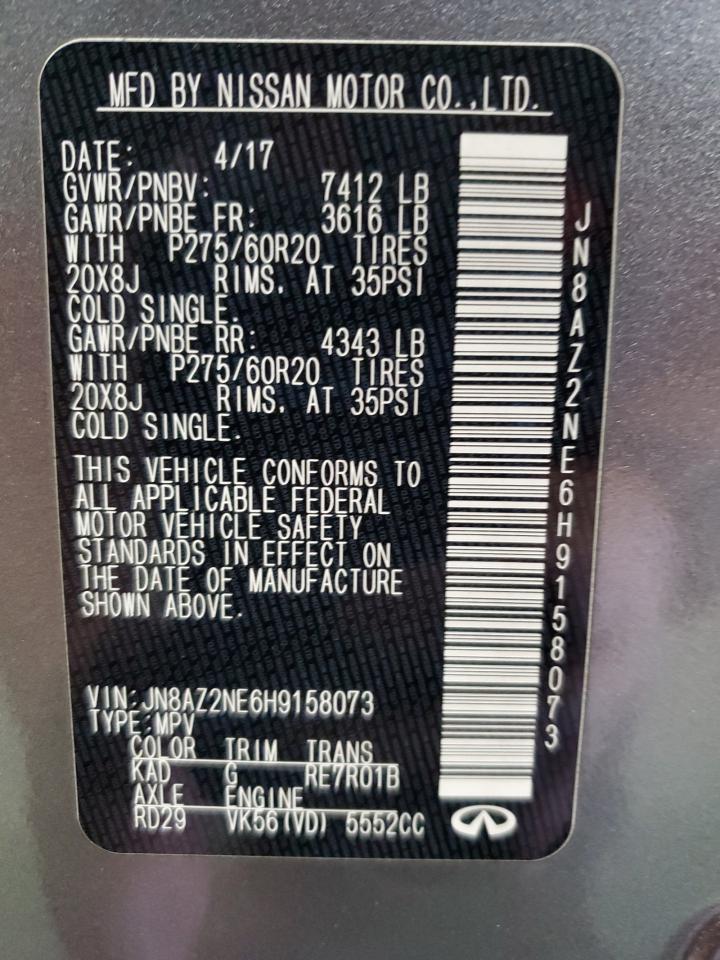 MFD BY NISSAN MOTOR CO.,LTD.
DATE: 4/17
GVWR/PNBV: 7412 LB
GAWR/PNBE FR: 3616 LB
WITH P275/60R20 TIRES
20X8J RIMS. AT 35PSI
COLD SINGLE.
GAWR/PNBE RR: 4343 LB
WITH P275/60R20 TIRES
20X8J RIMS. AT 35PSI
COLD SINGLE.
THIS VEHICLE CONFORMS TO
ALL APPLICABLE FEDERAL
MOTOR VEHICLE SAFETY
STANDARDS IN EFFECT ON
THE DATE OF MANUFACTURE
SHOWN ABOVE.
VIN:JN8AZ2NE6H9158073
TYPE:MPV
COLOR TRIM TRANS
KAD G RE7R01B
AXLE ENGINE
RD29 VK56(VD) 5552CC
JN8AZ2NE6H9158073